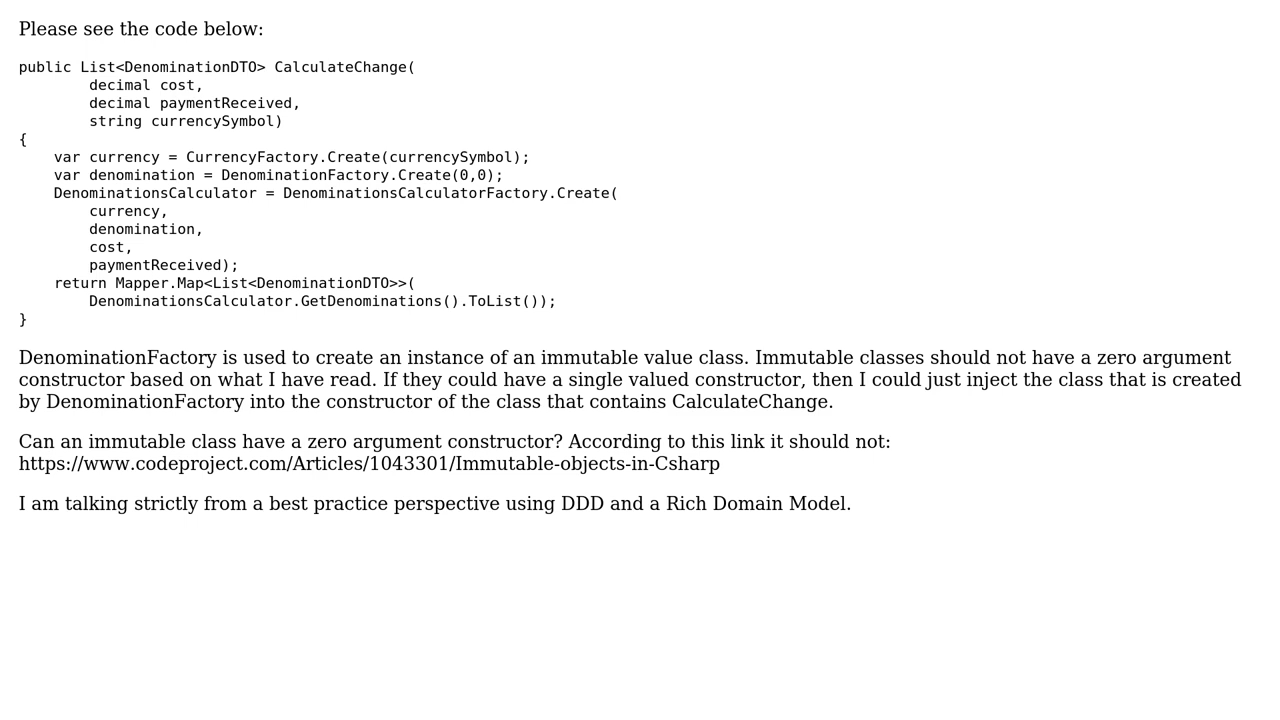 Please see the code below:
public List<DenominationDTO> CalculateChange(
        decimal cost,
        decimal paymentReceived,
        string currencySymbol)
{
    var currency = CurrencyFactory.Create(currencySymbol);
    var denomination = DenominationFactory.Create(0,0);
    DenominationsCalculator = DenominationsCalculatorFactory.Create(
        currency,
        denomination,
        cost,
        paymentReceived);
    return Mapper.Map<List<DenominationDTO>>(
        DenominationsCalculator.GetDenominations().ToList());
}
DenominationFactory is used to create an instance of an immutable value class. Immutable classes should not have a zero argument
constructor based on what I have read. If they could have a single valued constructor, then I could just inject the class that is created
by DenominationFactory into the constructor of the class that contains CalculateChange.
Can an immutable class have a zero argument constructor? According to this link it should not:
https://www.codeproject.com/Articles/1043301/Immutable-objects-in-Csharp
I am talking strictly from a best practice perspective using DDD and a Rich Domain Model.